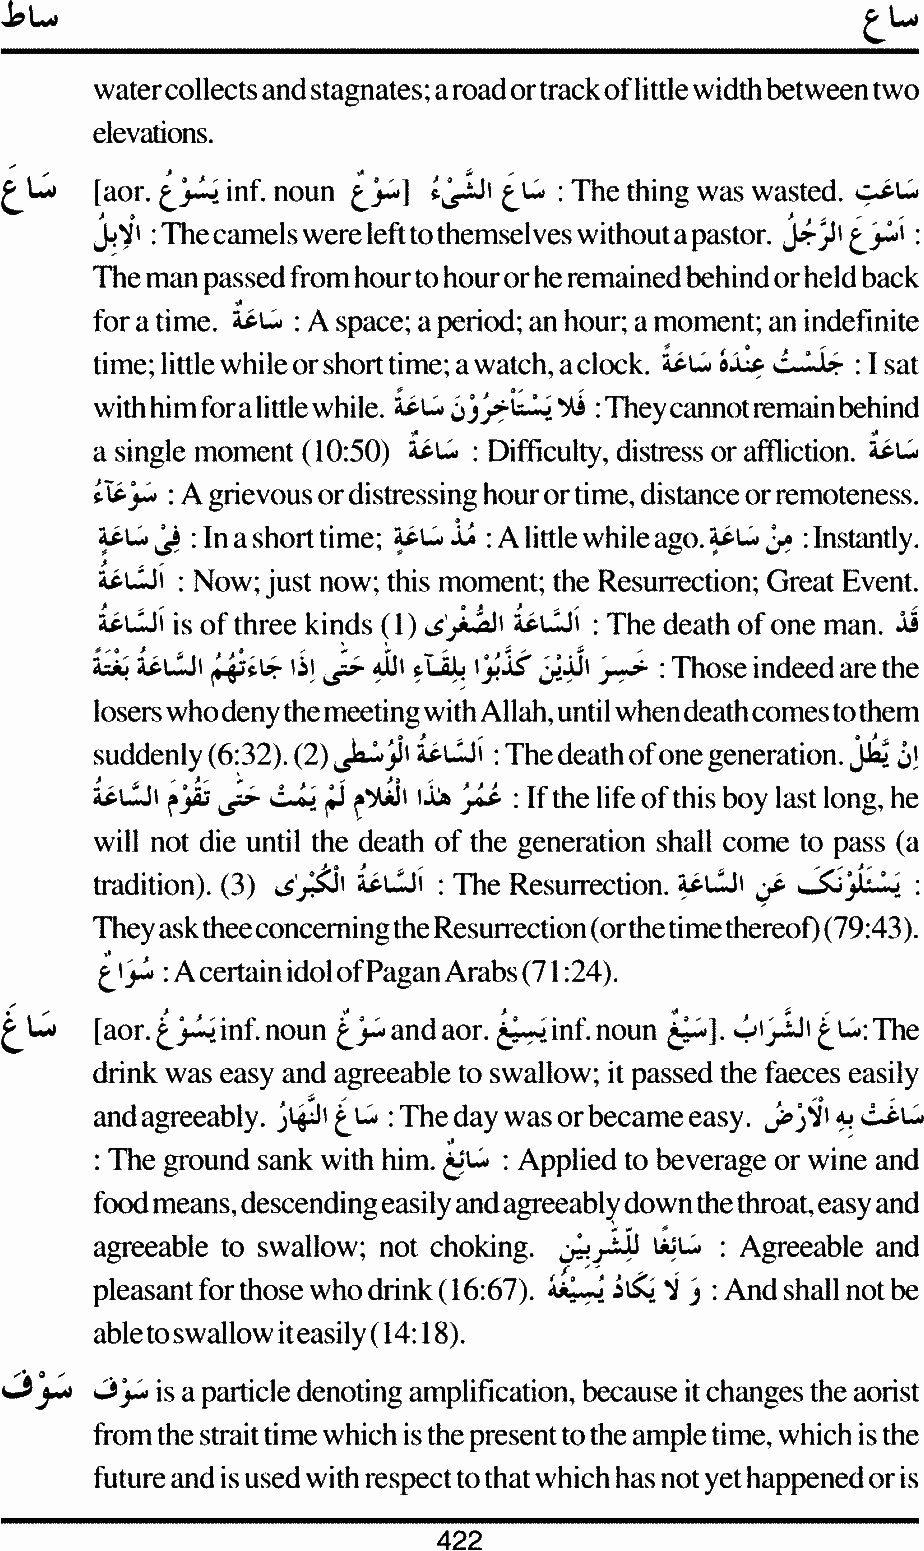 ساط ساع
water collects and stagnates; a road or track of little width between two
elevations.
سَاعَ [aor. يَسُوْعُ inf. noun سَوْعٌ] سَاعَ الشَّیْءُ : The thing was wasted. سَاعَتِ
الْاِبِلُ : The camels were left to themselves without a pastor. اَسْوَعَ الرَّجُلُ :
The man passed from hour to hour or he remained behind or held back
for a time. سَاعَةٌ : A space; a period; an hour; a moment; an indefinite
time; little while or short time; a watch, a clock. جَلَسْتُ عِنْدَهٗ سَاعَةً : I sat
with him for a little while. فَلَا يَسْتَأْخِرُوْنَ سَاعَةً : They cannot remain behind
a single moment (10:50) سَاعَةٌ : Difficulty, distress or affliction. سَاعَةٌ
سَوْعَآءُ : A grievous or distressing hour or time, distance or remoteness.
فِیْ سَاعَةٍ : In a short time; مُذْ سَاعَةٍ : A little while ago. مِنْ سَاعَةٍ : Instantly.
اَلسَّاعَةُ : Now; just now; this moment; the Resurrection; Great Event.
اَلسَّاعَةُ is of three kinds (1) اَلسَّاعَةُ الصُّغْرٰی : The death of one man. قَدْ
خَسِرَ الَّذِيْنَ كَذَّبُوْا بِلِقَآءِ اللّٰهِ حَتّٰی اِذَا جَاءَتْهُمُ السَّاعَةُ بَغْتَةً : Those indeed are the
losers who deny the meeting with Allah, until when death comes to them
suddenly (6:32). (2) اَلسَّاعَةُ الْوُسْطٰی : The death of one generation. اِنْ يَّطُلْ
عُمُرُ هٰذَا الْغُلَامِ لَمْ يَمُتْ حَتّٰی تَقُوْمَ السَّاعَةُ : If the life of this boy last long, he
will not die until the death of the generation shall come to pass (a
tradition). (3) اَلسَّاعَةُ الْكُبْرٰی : The Resurrection. يَسْئَلُوْنَكَ عَنِ السَّاعَةِ :
They ask thee concerning the Resurrection (or the time thereof) (79:43).
سُوَاعٌ : A certain idol of Pagan Arabs (71:24).
سَاغَ [aor. يَسُوْغُ inf. noun سَوْغٌ and aor. يَسِيْغُ inf. noun سَيْغٌ]. سَاغَ الشَّرَابُ: The
drink was easy and agreeable to swallow; it passed the faeces easily
and agreeably. سَاغَ النَّهَارُ : The day was or became easy. سَاغَتْ بِهِ الْاَرْضُ
: The ground sank with him. سَائِغٌ : Applied to beverage or wine and
food means, descending easily and agreeably down the throat, easy and
agreeable to swallow; not choking. سَائِغًا لِّلشّٰرِبِيْنَ : Agreeable and
pleasant for those who drink (16:67). وَ لَا يَكَادُ يُسِيْغُهٗ : And shall not be
able to swallow it easily (14:18).
سَوْفَ سَوْفَ is a particle denoting amplification, because it changes the aorist
from the strait time which is the present to the ample time, which is the
future and is used with respect to that which has not yet happened or is
422